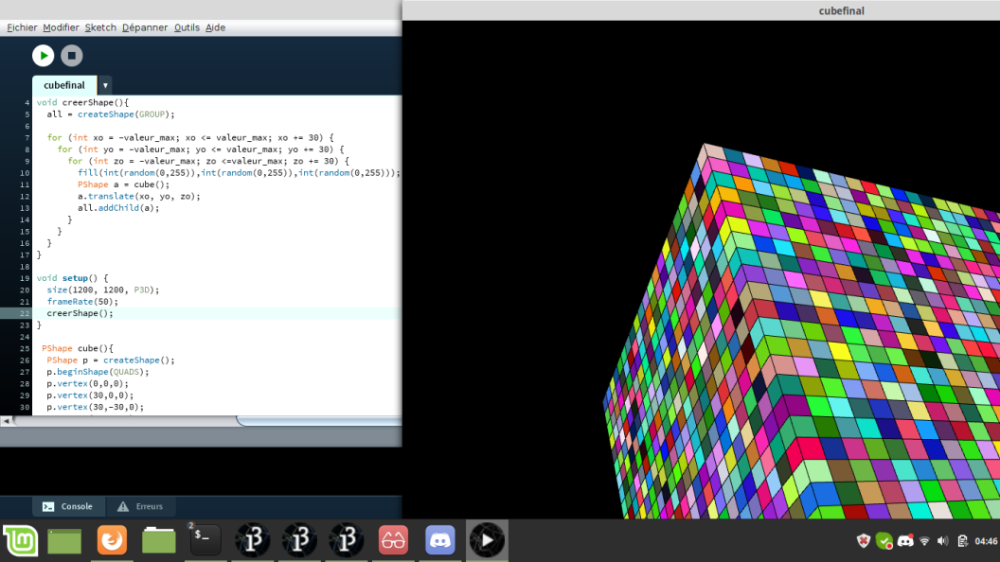 cubefinal
Fichier Modifier Sketch Dépanner Outils Aide
cubefinal
4 void creerShape(){
5 all = createShape(GROUP);
6
7 for (int xo = -valeur_max; xo <= valeur_max; xo += 30) {
8 for (int yo = -valeur_max; yo <= valeur_max; yo += 30) {
9 for (int zo = -valeur_max; zo <=valeur_max; zo += 30) {
10 fill(int(random(0,255)),int(random(0,255)),int(random(0,255)));
11 PShape a = cube();
12 a.translate(xo, yo, zo);
13 all.addChild(a);
14 }
15 }
16 }
17 }
18
19 void setup() {
20 size(1200, 1200, P3D);
21 frameRate(50);
22 creerShape();
23 }
24
25 PShape cube(){
26 PShape p = createShape();
27 p.beginShape(QUADS);
28 p.vertex(0,0,0);
29 p.vertex(30,0,0);
30 p.vertex(30,-30,0);
Console Erreurs
2
$_
04:46